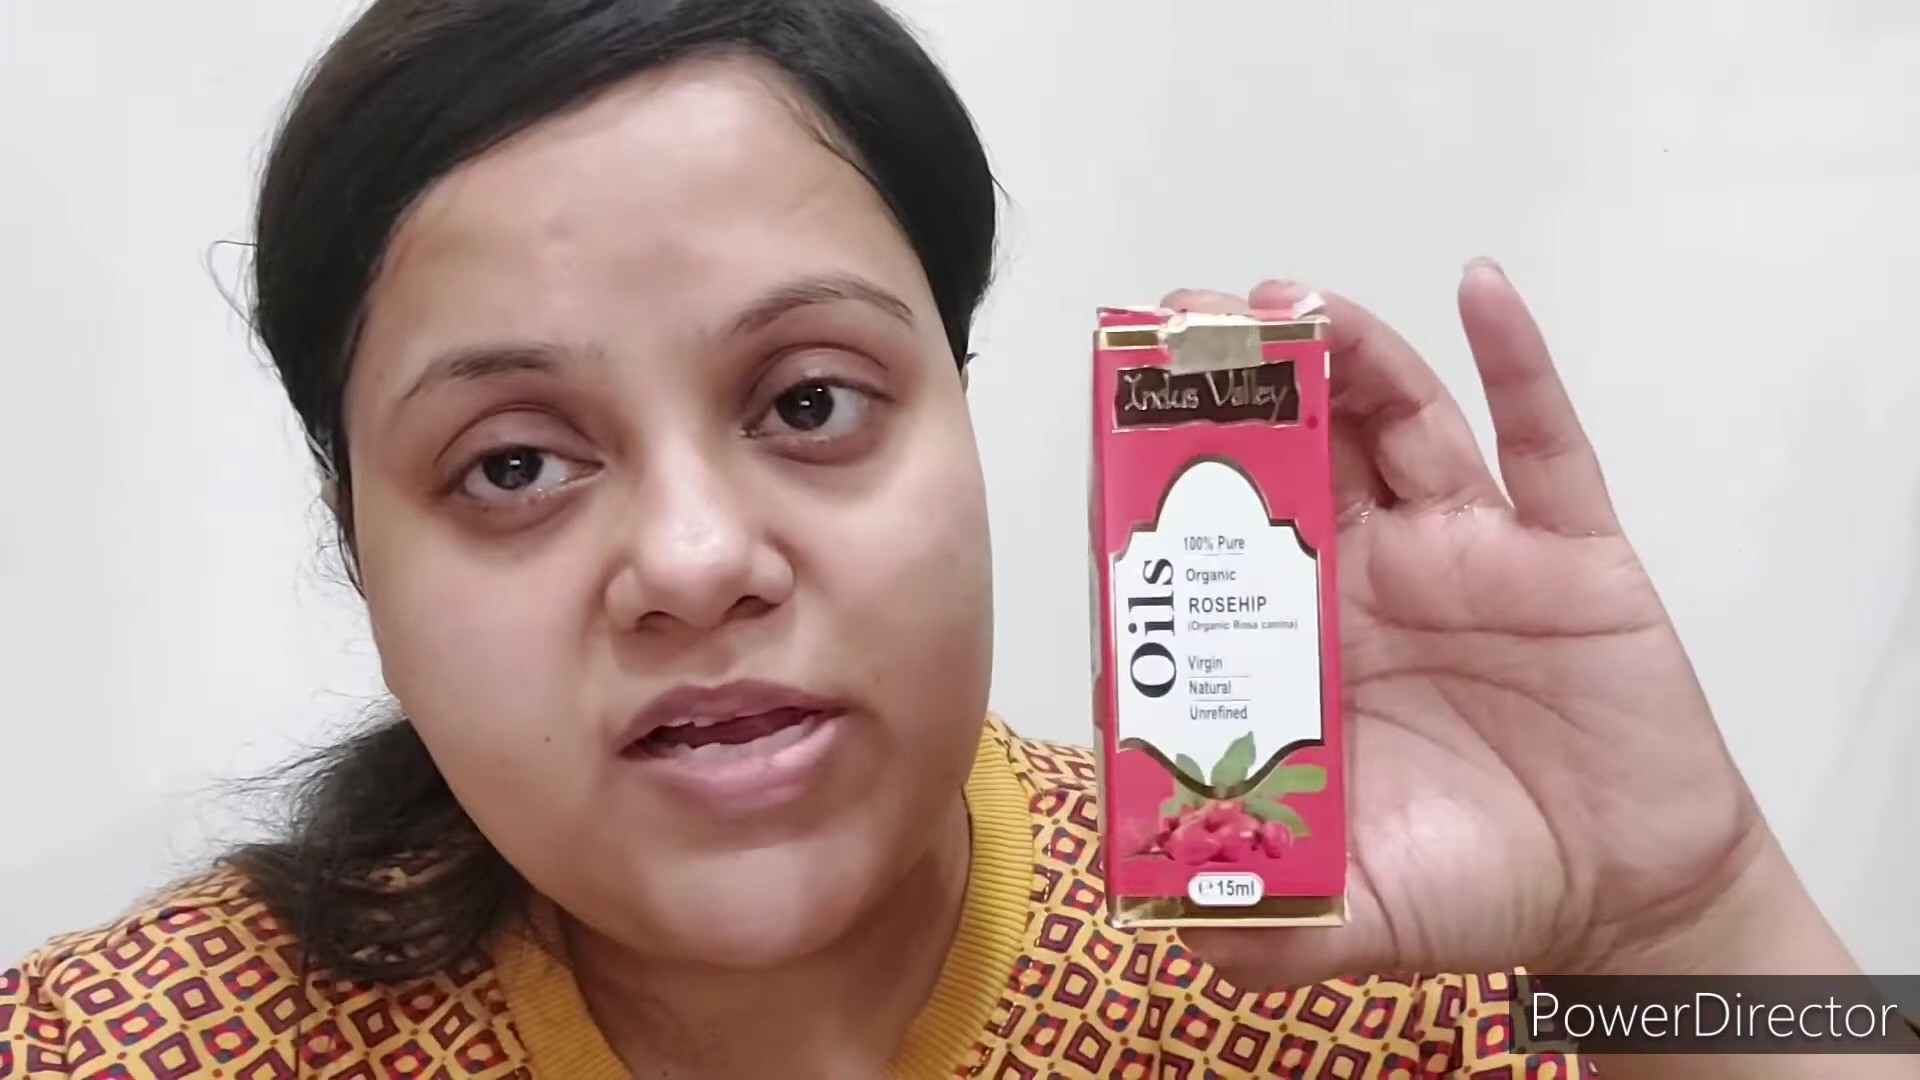 Indus Valley
100% Pure
Organic
ROSEHIP
(Organic Rosa canina)
Oils
Virgin
Natural
Unrefined
15ml
PowerDirector